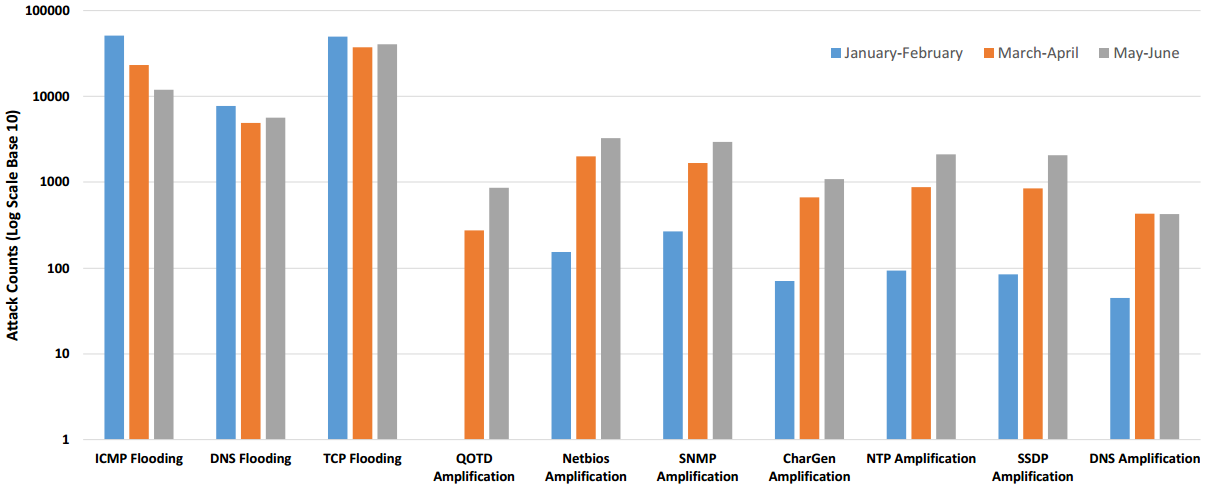 100000
10000
1000
100
10
1
Attack Counts (Log Scale Base 10)
January-February March-April May-June
ICMP Flooding DNS Flooding TCP Flooding QOTD Amplification Netbios Amplification SNMP Amplification CharGen Amplification NTP Amplification SSDP Amplification DNS Amplification